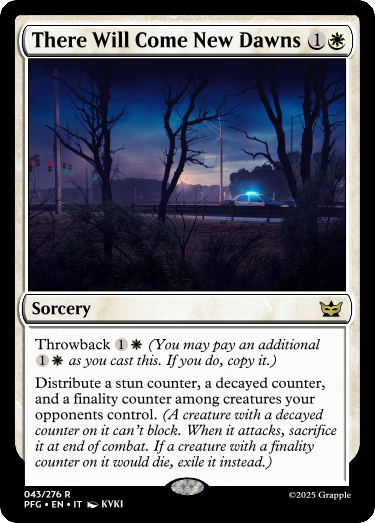 There Will Come New Dawns 1
Sorcery
Throwback 1 (You may pay an additional
1 as you cast this. If you do, copy it.)
Distribute a stun counter, a decayed counter,
and a finality counter among creatures your
opponents control. (A creature with a decayed
counter on it can't block. When it attacks, sacrifice
it at end of combat. If a creature with a finality
counter on it would die, exile it instead.)
043/276 R
PFG • EN • IT KVKI
©2025 Grapple